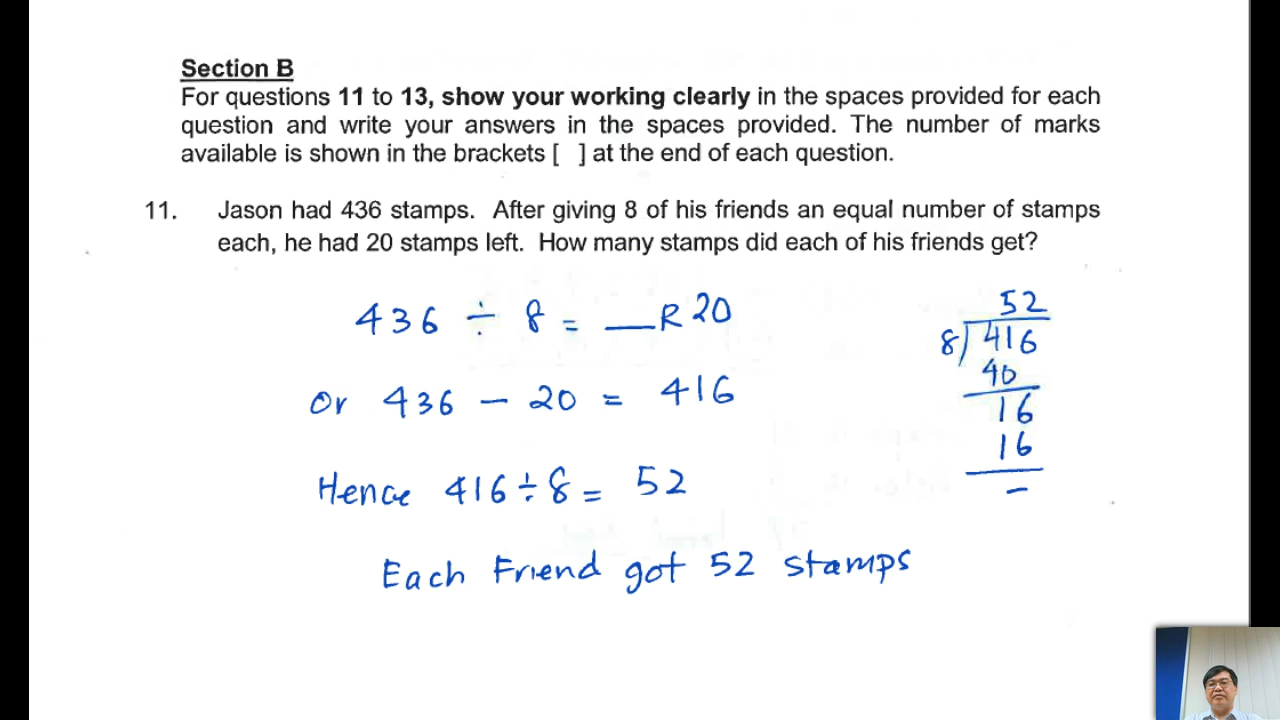 Section B
For questions 11 to 13, show your working clearly in the spaces provided for each
question and write your answers in the spaces provided. The number of marks
available is shown in the brackets [ ] at the end of each question.
11. Jason had 436 stamps. After giving 8 of his friends an equal number of stamps
each, he had 20 stamps left. How many stamps did each of his friends get?
436 ÷ 8 = __ R 20
Or 436 - 20 = 416
Hence 416 ÷ 8 = 52
Each Friend got 52 stamps
52
8) 416
40
16
16
-